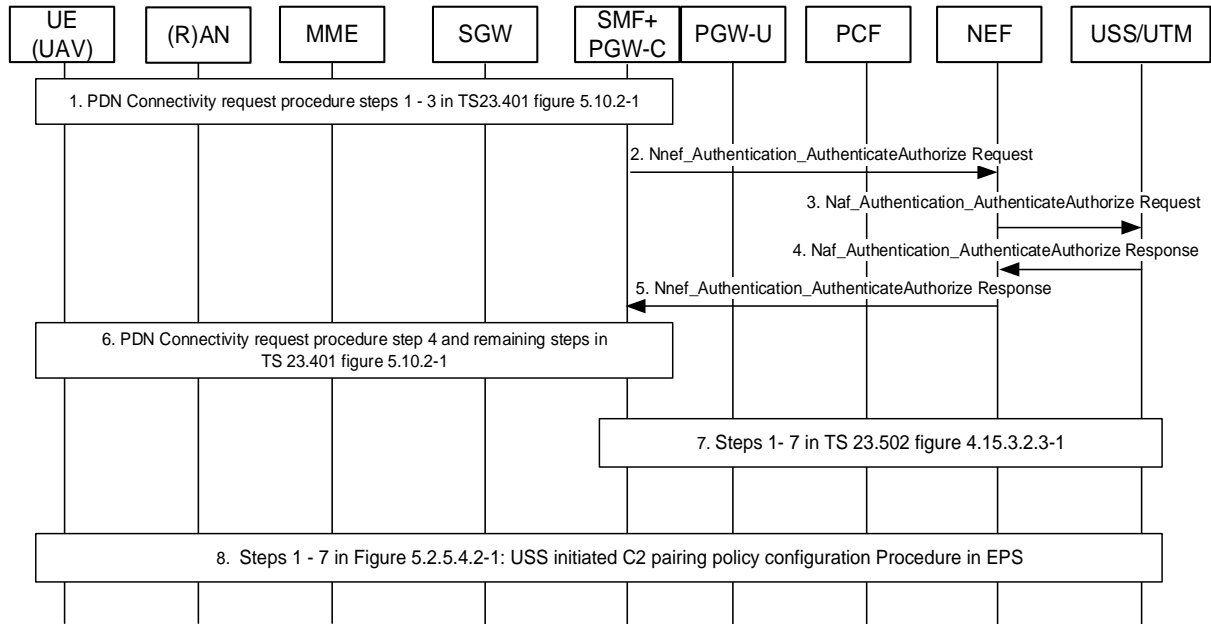 UE
(UAV)
(R)AN
MME
SGW
SMF+
PGW-C
PGW-U
PCF
NEF
USS/UTM
1. PDN Connectivity request procedure steps 1 - 3 in TS23.401 figure 5.10.2-1
2. Nnef_Authentication_AuthenticateAuthorize Request
3. Naf_Authentication_AuthenticateAuthorize Request
4. Naf_Authentication_AuthenticateAuthorize Response
5. Nnef_Authentication_AuthenticateAuthorize Response
6. PDN Connectivity request procedure step 4 and remaining steps in
TS 23.401 figure 5.10.2-1
7. Steps 1- 7 in TS 23.502 figure 4.15.3.2.3-1
8. Steps 1 - 7 in Figure 5.2.5.4.2-1: USS initiated C2 pairing policy configuration Procedure in EPS